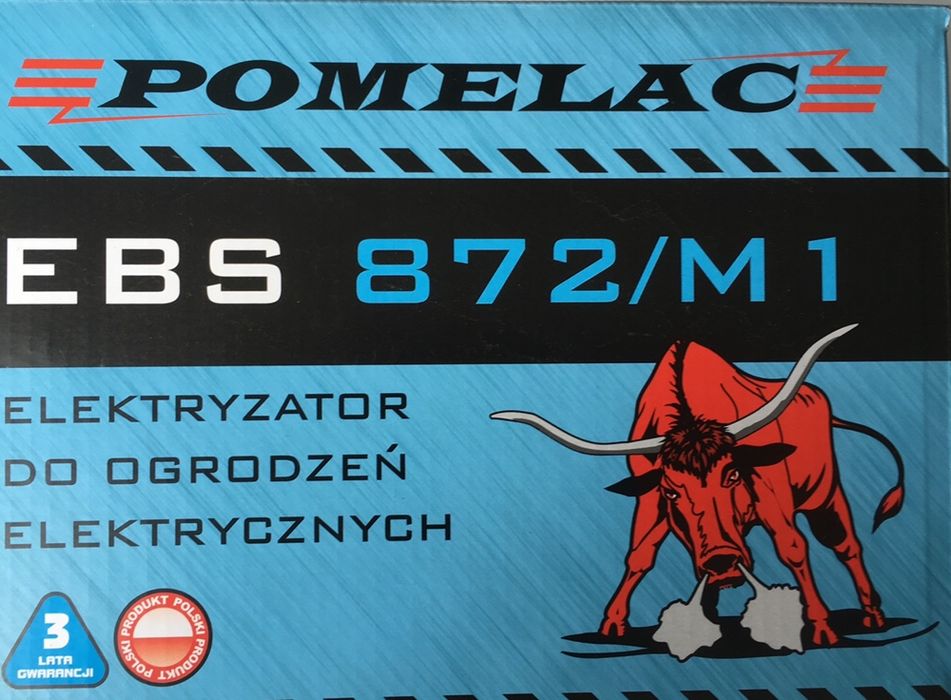 POMELAC
EBS 872/M1
ELEKTRYZATOR
DO OGRODZEŃ
ELEKTRYCZNYCH
3
LATA
GWARANCJI
PRODUKT POLSKI PRODUKT POLSKI